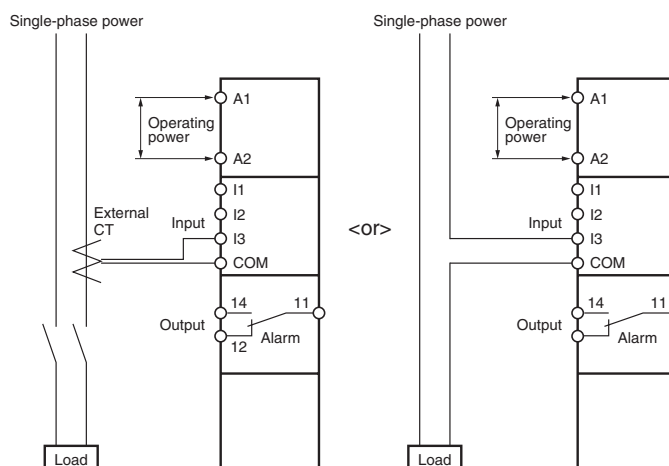 Single-phase power
A1
Operating
power
A2
I1
External
CT
Input
I2
I3
COM
14
11
Output
Alarm
12
Load
<or>
Single-phase power
A1
Operating
power
A2
I1
I2
Input
I3
COM
14
11
Output
Alarm
12
Load